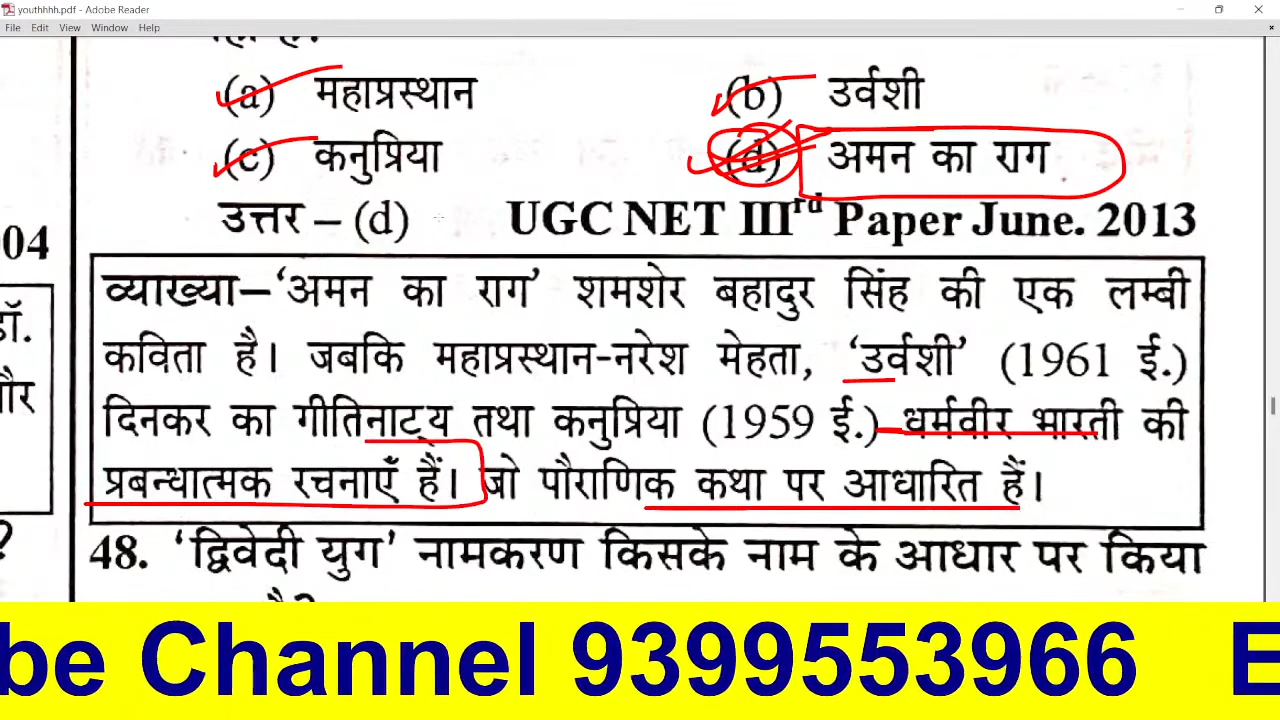 youthhhh.pdf - Adobe Reader
File Edit View Window Help
(a) महाप्रस्थान (b) उर्वशी
(c) कनुप्रिया (d) अमन का राग
उत्तर – (d) UGC NET IIIrd Paper June. 2013
04
व्याख्या–‘अमन का राग’ शमशेर बहादुर सिंह की एक लम्बी
कविता है। जबकि महाप्रस्थान-नरेश मेहता, ‘उर्वशी’ (1961 ई.)
दिनकर का गीतिनाट्य तथा कनुप्रिया (1959 ई.) धर्मवीर भारती की
प्रबन्धात्मक रचनाएँ हैं। जो पौराणिक कथा पर आधारित हैं।
डॉ.
और
?
48. ‘द्विवेदी युग’ नामकरण किसके नाम के आधार पर किया
be Channel 9399553966 E